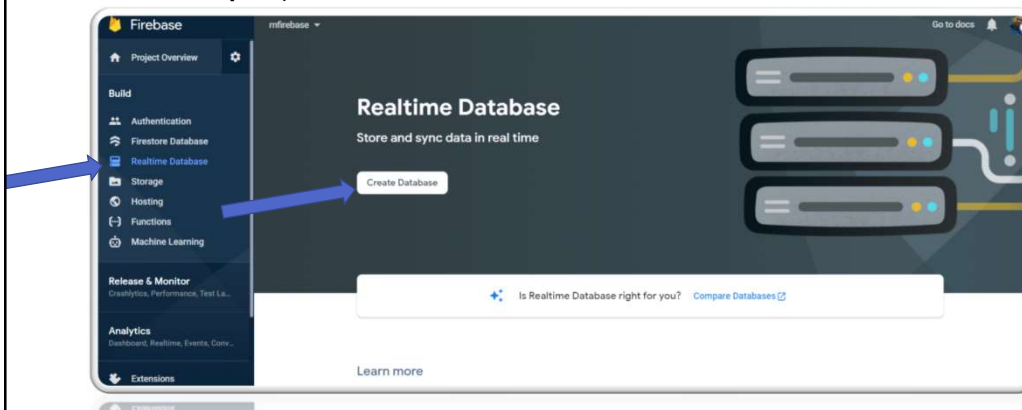 Firebase
mfirebase
Go to docs
Project Overview
Build
Authentication
Firestore Database
Realtime Database
Storage
Hosting
Functions
Machine Learning
Release & Monitor
Crashlytics, Performance, Test La...
Analytics
Dashboard, Realtime, Events, Conv...
Extensions
Realtime Database
Store and sync data in real time
Create Database
Is Realtime Database right for you? Compare Databases
Learn more